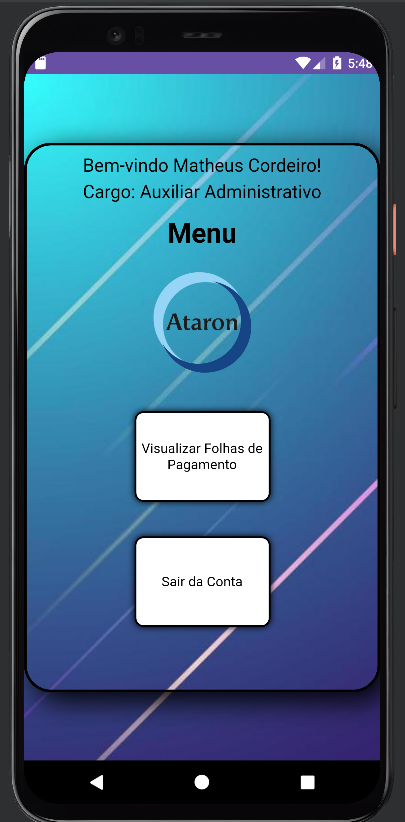 5:48
Bem-vindo Matheus Cordeiro!
Cargo: Auxiliar Administrativo
Menu
Ataron
Visualizar Folhas de
Pagamento
Sair da Conta